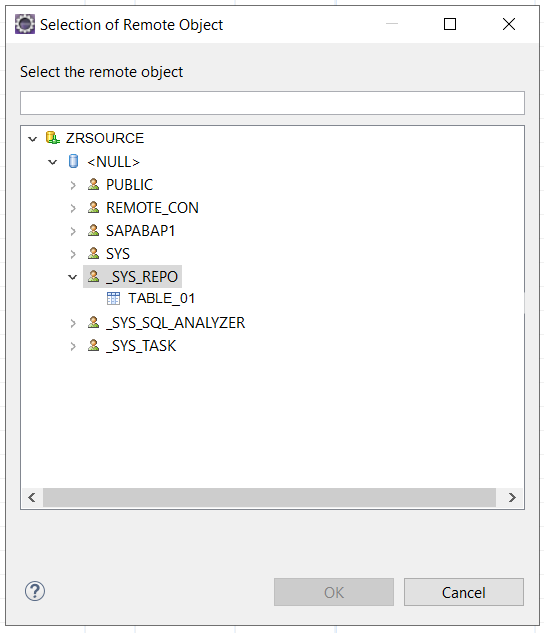 Selection of Remote Object
Select the remote object
ZRSOURCE
<NULL>
PUBLIC
REMOTE_CON
SAPABAP1
SYS
_SYS_REPO
TABLE_01
_SYS_SQL_ANALYZER
_SYS_TASK
?
OK
Cancel